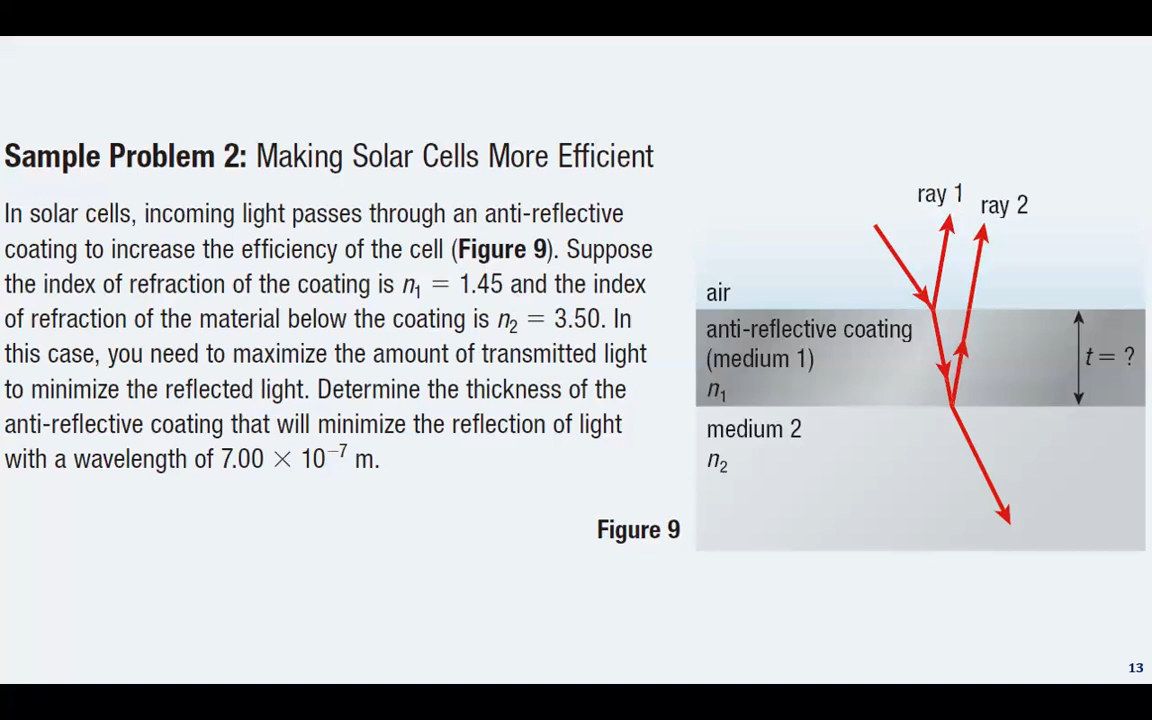 Sample Problem 2: Making Solar Cells More Efficient
In solar cells, incoming light passes through an anti-reflective
coating to increase the efficiency of the cell (Figure 9). Suppose
the index of refraction of the coating is n₁ = 1.45 and the index
of refraction of the material below the coating is n₂ = 3.50. In
this case, you need to maximize the amount of transmitted light
to minimize the reflected light. Determine the thickness of the
anti-reflective coating that will minimize the reflection of light
with a wavelength of 7.00 × 10⁻⁷ m.
Figure 9
ray 1
ray 2
air
anti-reflective coating
(medium 1)
n₁
t = ?
medium 2
n₂
13